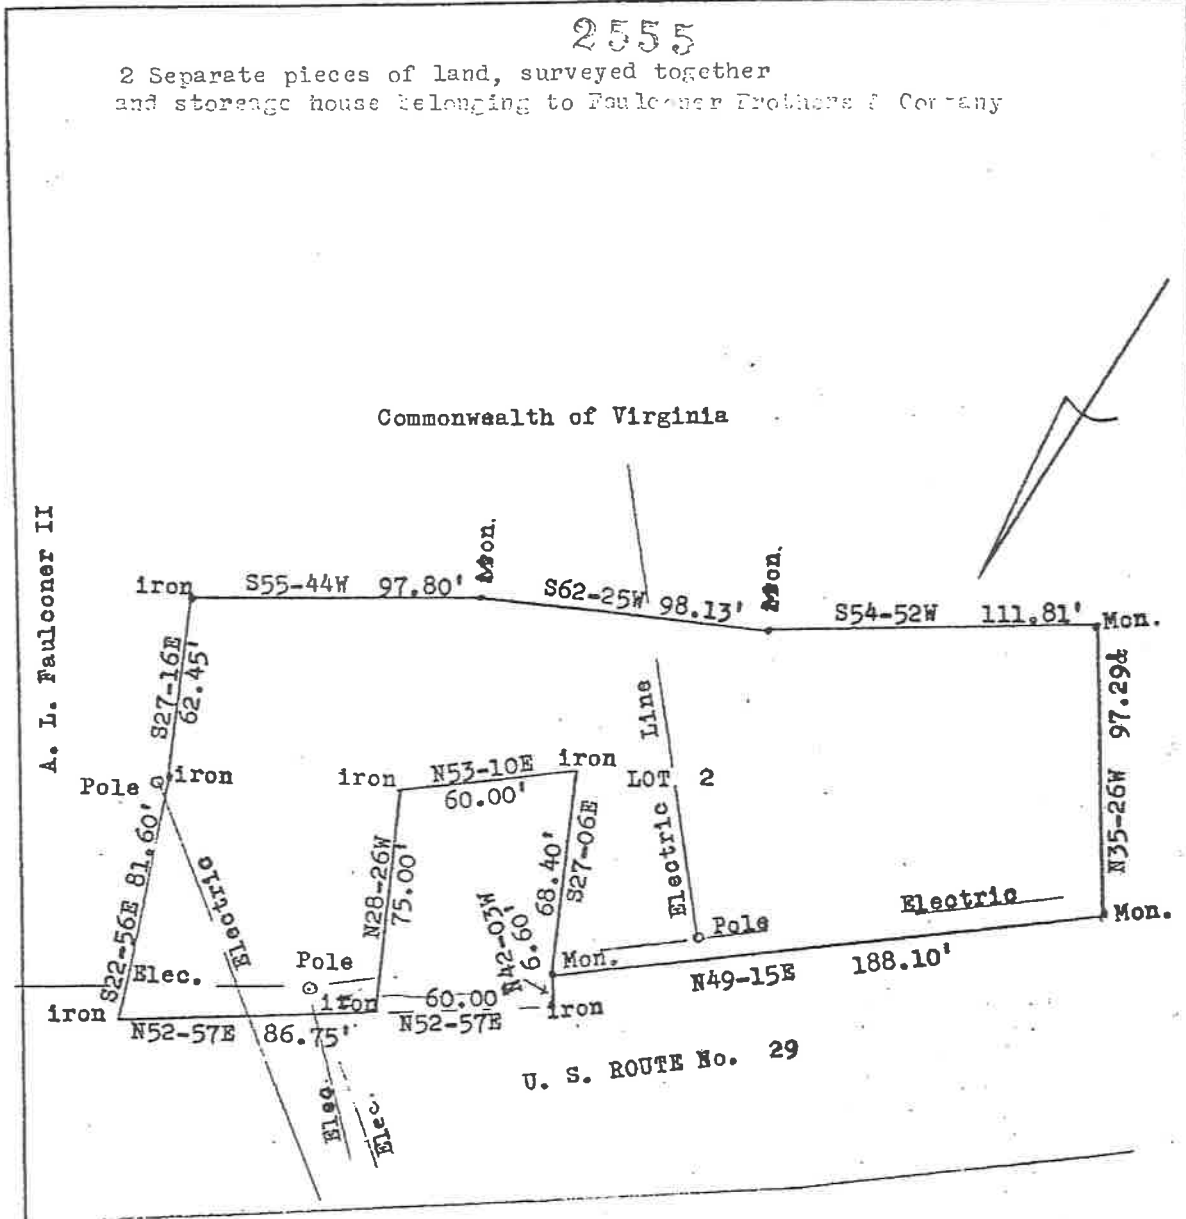 2555
2 Separate pieces of land, surveyed together
and storeage house belonging to Faulconer Brothers & Company
Commonwealth of Virginia
A. L. Faulconer II
iron
S55-44W 97.80'
Mon.
S62-25W 98.13'
Mon.
S54-52W 111.81'
Mon.
S27-16E
62.45'
N35-26W 97.29&
Line
Pole
iron
iron
N53-10E
60.00'
iron
LOT 2
S22-56E 81.60'
Electric
N28-26W
75.00'
68.40'
S27-06E
Electric
Electric
Pole
Mon.
N42-03W
6.60'
Elec.
Pole
Mon.
N49-15E 188.10'
iron
iron
60.00
iron
N52-57E 86.75'
N52-57E
U. S. ROUTE No. 29
Elec.
Elec.